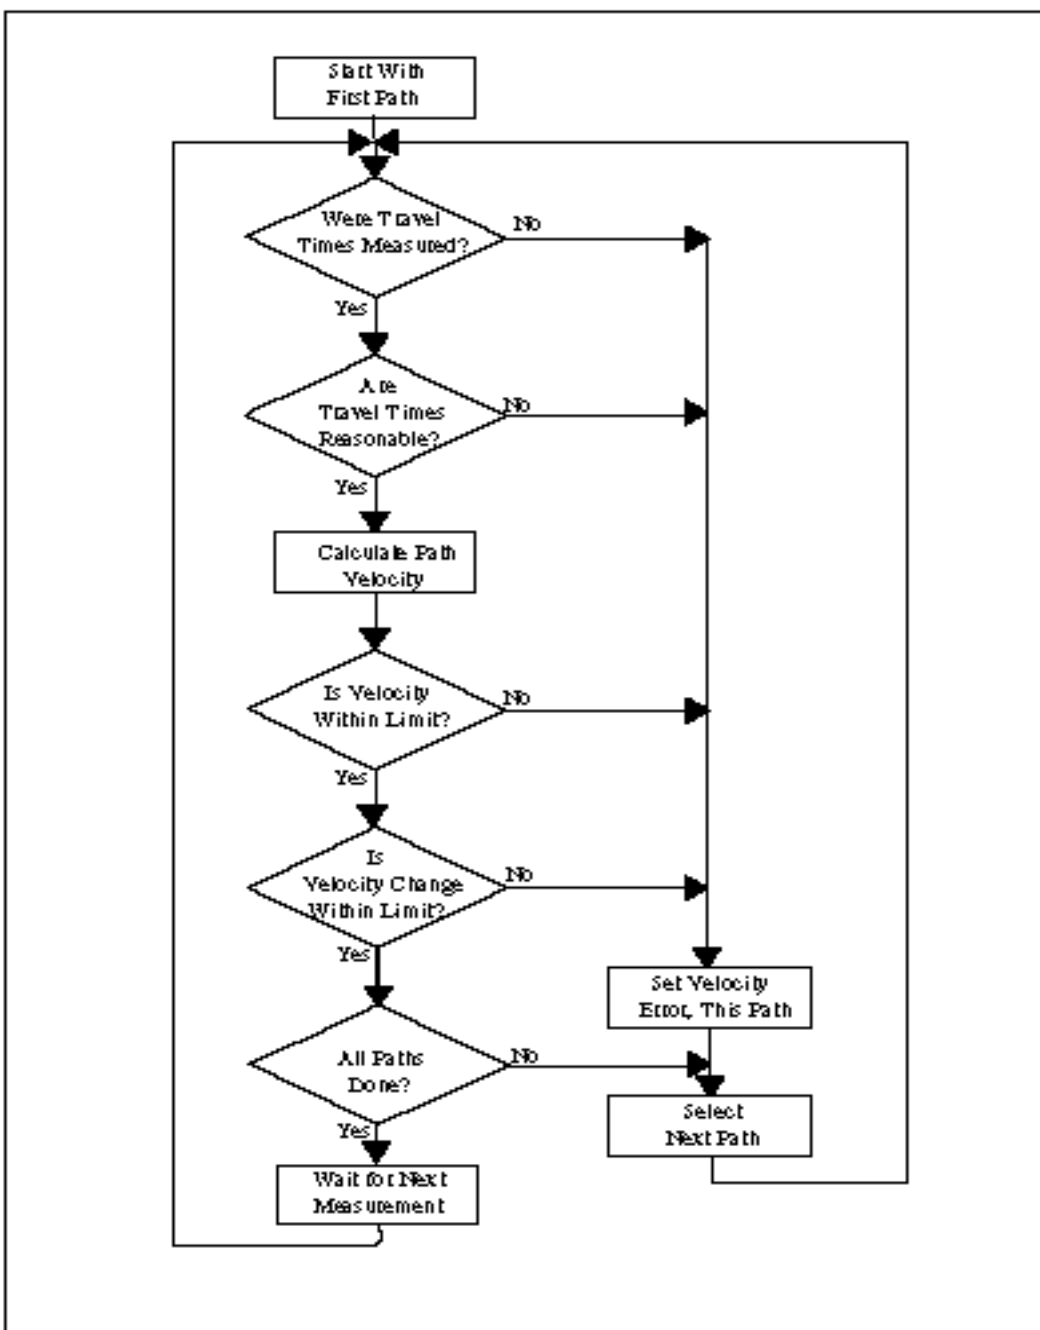 Start With
First Path
Were Travel
Times Measured?
No
Yes
Are
Travel Times
Reasonable?
No
Yes
Calculate Path
Velocity
Is Velocity
Within Limit?
No
Yes
Is
Velocity Change
Within Limit?
No
Yes
Set Velocity
Error, This Path
All Paths
Done?
No
Yes
Select
Next Path
Wait for Next
Measurement